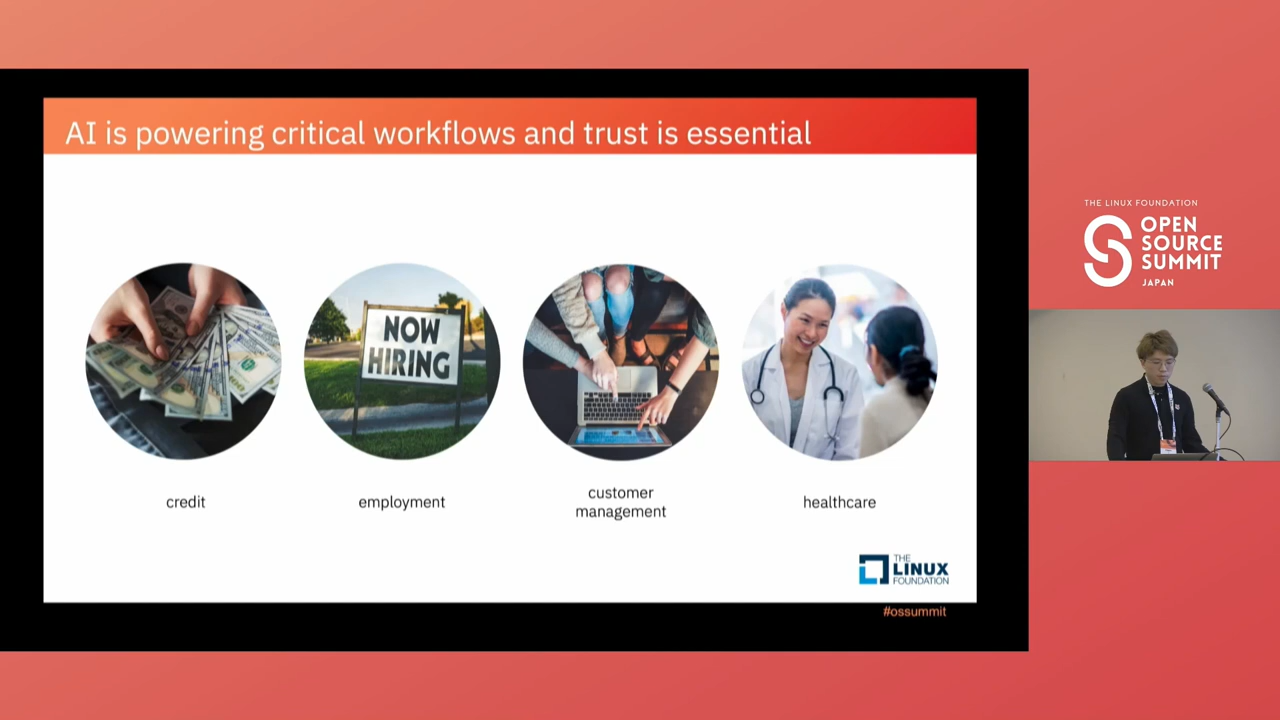 AI is powering critical workflows and trust is essential
NOW
HIRING
credit
employment
customer
management
healthcare
THE
LINUX
FOUNDATION
#ossummit
THE LINUX FOUNDATION
OPEN
SOURCE
SUMMIT
JAPAN